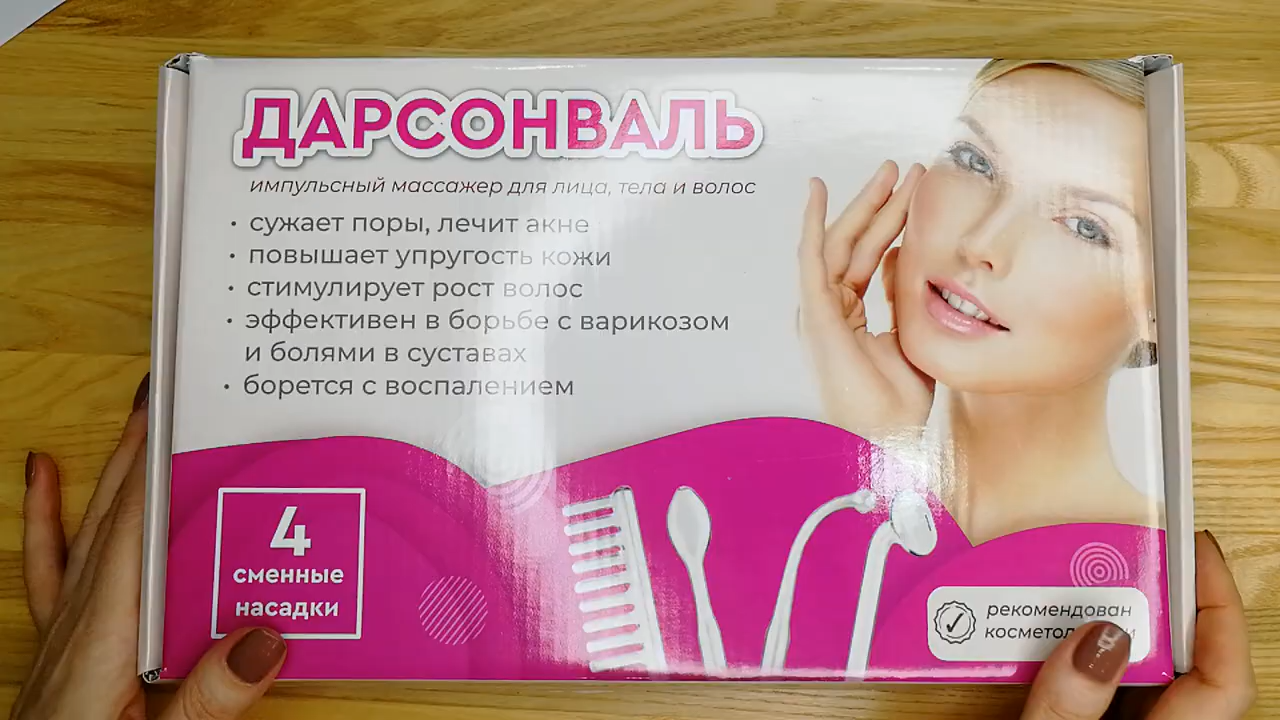 ДАРСОНВАЛЬ
импульсный массажер для лица, тела и волос
• сужает поры, лечит акне
• повышает упругость кожи
• стимулирует рост волос
• эффективен в борьбе с варикозом
и болями в суставах
• борется с воспалением
4
сменные
насадки
рекомендован